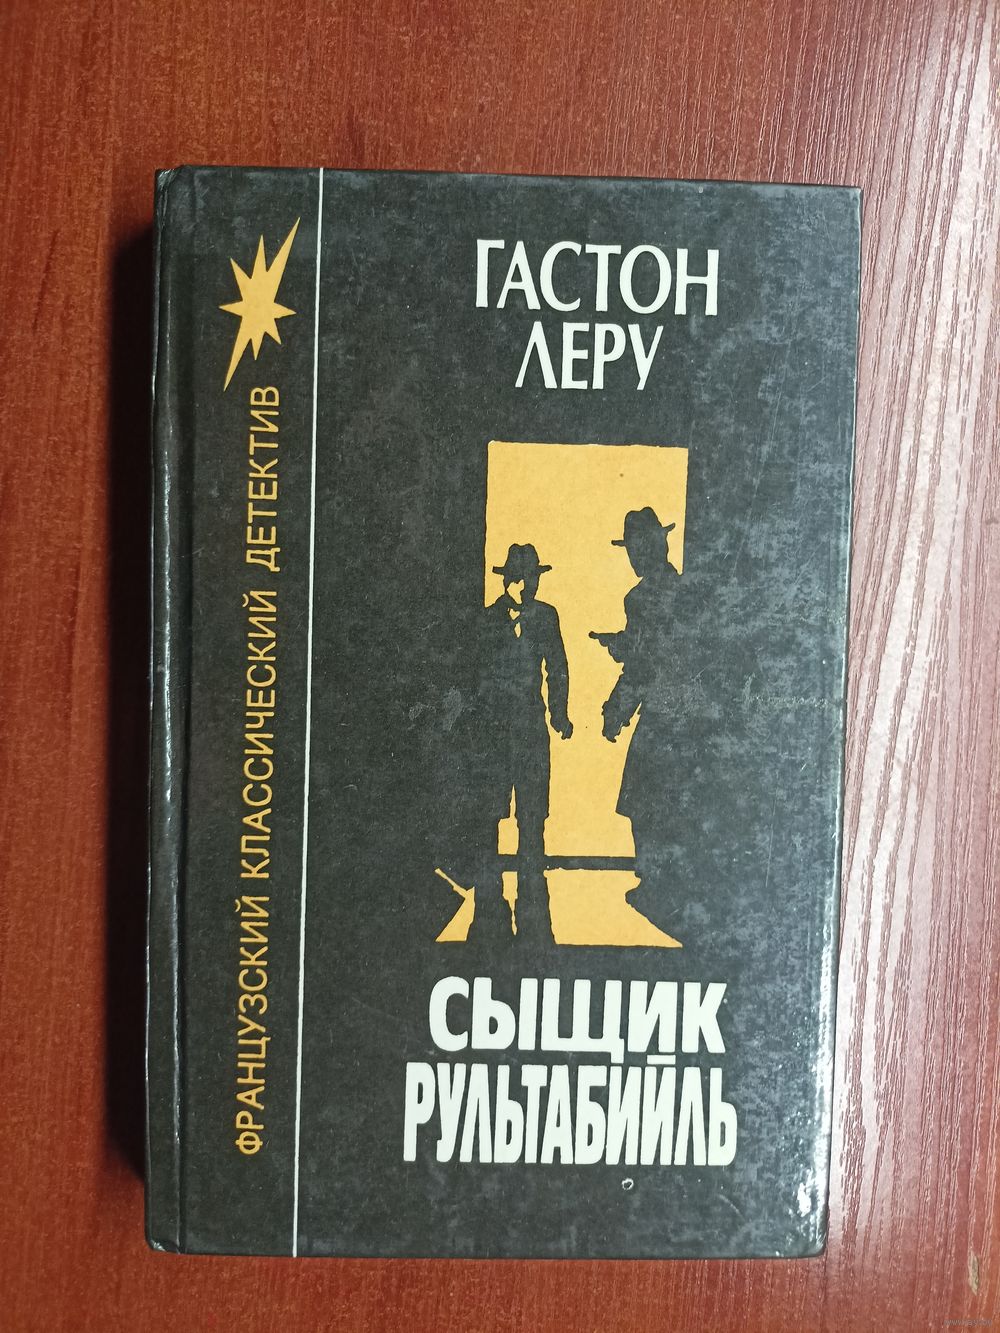 ФРАНЦУЗСКИЙ КЛАССИЧЕСКИЙ ДЕТЕКТИВ
ГАСТОН
ЛЕРУ
СЫЩИК
РУЛЬТАБИЙЛЬ